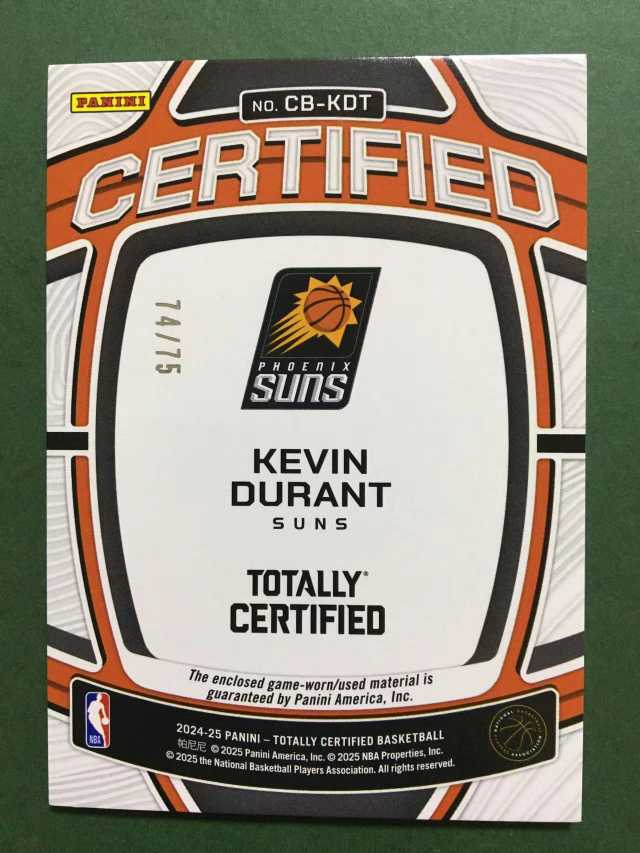 PANINI
NO. CB-KDT
CERTIFIED
74/75
PHOENIX
SUNS
KEVIN
DURANT
SUNS
TOTALLY®
CERTIFIED
The enclosed game-worn/used material is
guaranteed by Panini America, Inc.
2024-25 PANINI – TOTALLY CERTIFIED BASKETBALL
帕尼尼 © 2025 Panini America, Inc. © 2025 NBA Properties, Inc.
© 2025 the National Basketball Players Association. All rights reserved.
NBA